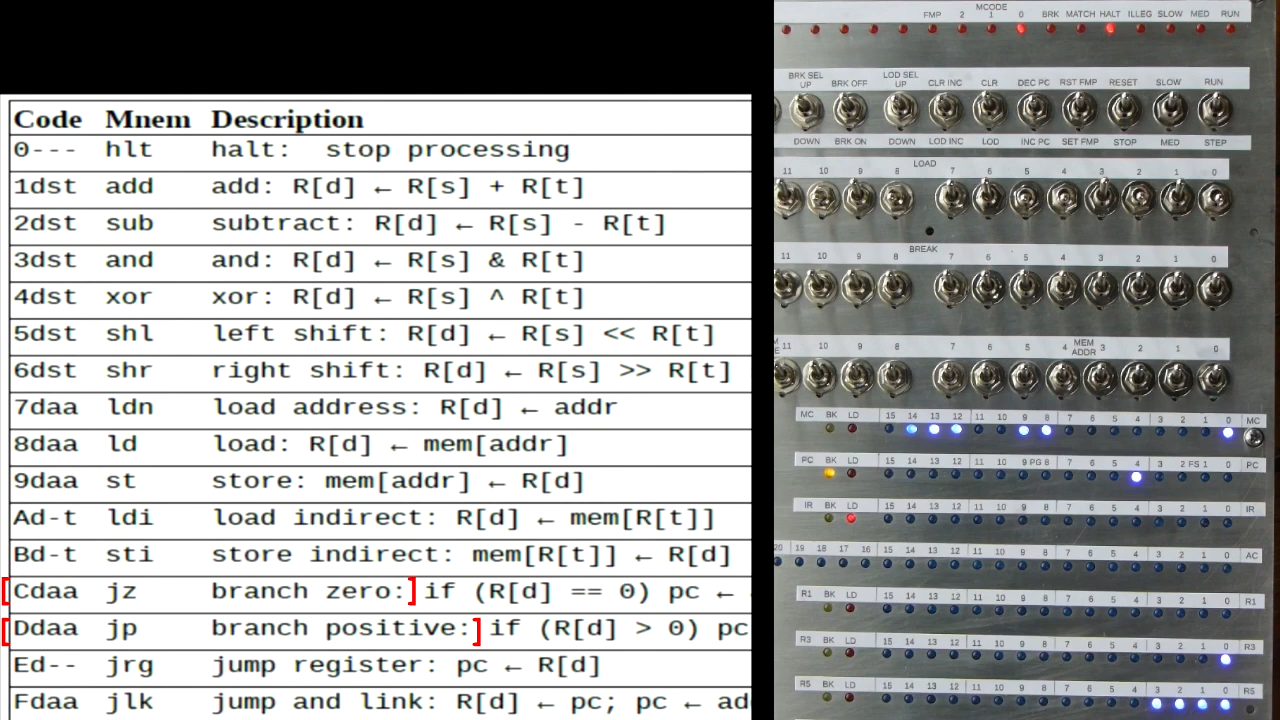 Code Mnem Description
0--- hlt halt: stop processing
1dst add add: R[d] ← R[s] + R[t]
2dst sub subtract: R[d] ← R[s] - R[t]
3dst and and: R[d] ← R[s] & R[t]
4dst xor xor: R[d] ← R[s] ^ R[t]
5dst shl left shift: R[d] ← R[s] << R[t]
6dst shr right shift: R[d] ← R[s] >> R[t]
7daa ldn load address: R[d] ← addr
8daa ld load: R[d] ← mem[addr]
9daa st store: mem[addr] ← R[d]
Ad-t ldi load indirect: R[d] ← mem[R[t]]
Bd-t sti store indirect: mem[R[t]] ← R[d]
[Cdaa jz branch zero:] if (R[d] == 0) pc ←
[Ddaa jp branch positive:] if (R[d] > 0) pc
Ed-- jrg jump register: pc ← R[d]
Fdaa jlk jump and link: R[d] ← pc; pc ← ad
MCODE
FMP 2 1 0 BRK MATCH HALT ILLEG SLOW MED RUN
BRK SEL UP BRK OFF LOD SEL UP CLR INC CLR DEC PC RST FMP RESET SLOW RUN
DOWN BRK ON DOWN LOD INC LOD INC PC SET FMP STOP MED STEP
LOAD
11 10 9 8 7 6 5 4 3 2 1 0
BREAK
11 10 9 8 7 6 5 4 3 2 1 0
MEM ADDR
11 10 9 8 7 6 5 4 3 2 1 0
MC BK LD 15 14 13 12 11 10 9 8 7 6 5 4 3 2 1 0 MC
PC BK LD 15 14 13 12 11 10 9 PG 8 7 6 5 4 3 2 FS 1 0 PC
IR BK LD 15 14 13 12 11 10 9 8 7 6 5 4 3 2 1 0 IR
20 19 18 17 16 15 14 13 12 11 10 9 8 7 6 5 4 3 2 1 0 AC
R1 BK LD 15 14 13 12 11 10 9 8 7 6 5 4 3 2 1 0 R1
R3 BK LD 15 14 13 12 11 10 9 8 7 6 5 4 3 2 1 0 R3
R5 BK LD 15 14 13 12 11 10 9 8 7 6 5 4 3 2 1 0 R5